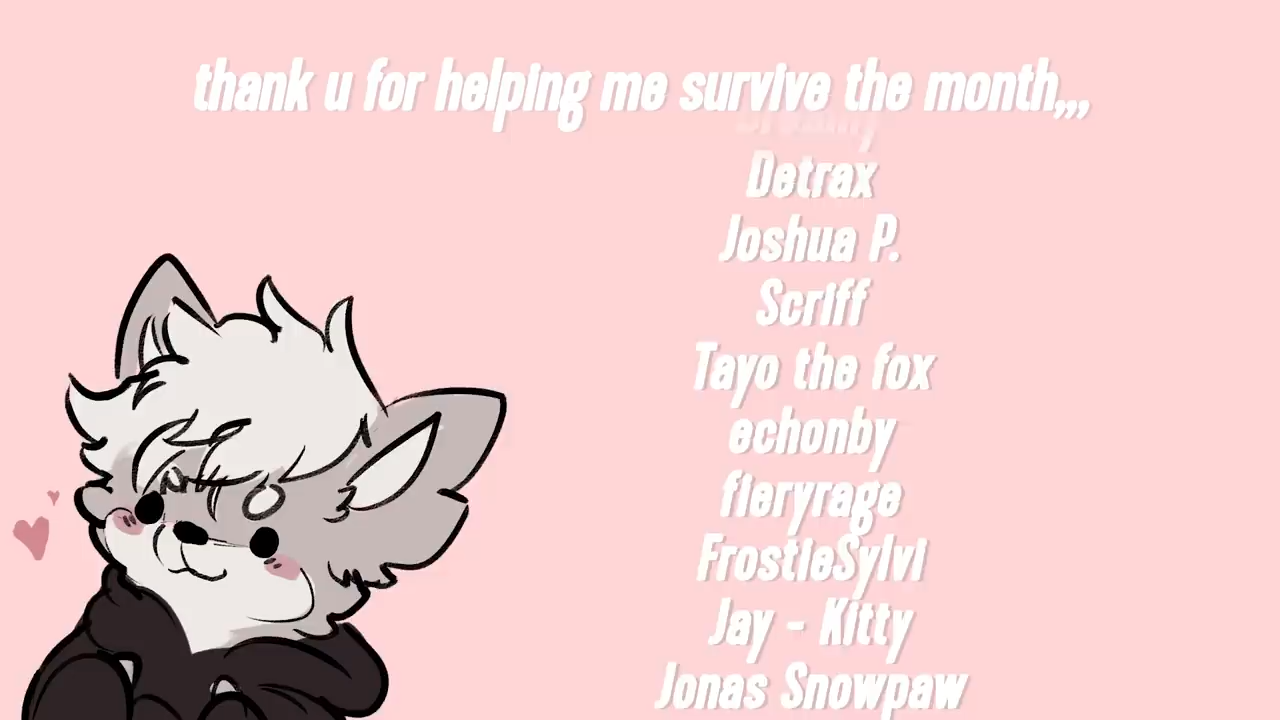 thank u for helping me survive the month,,,
Detrax
Joshua P.
Scriff
Tayo the fox
echonby
fieryrage
FrostieSylvi
Jay - Kitty
Jonas Snowpaw